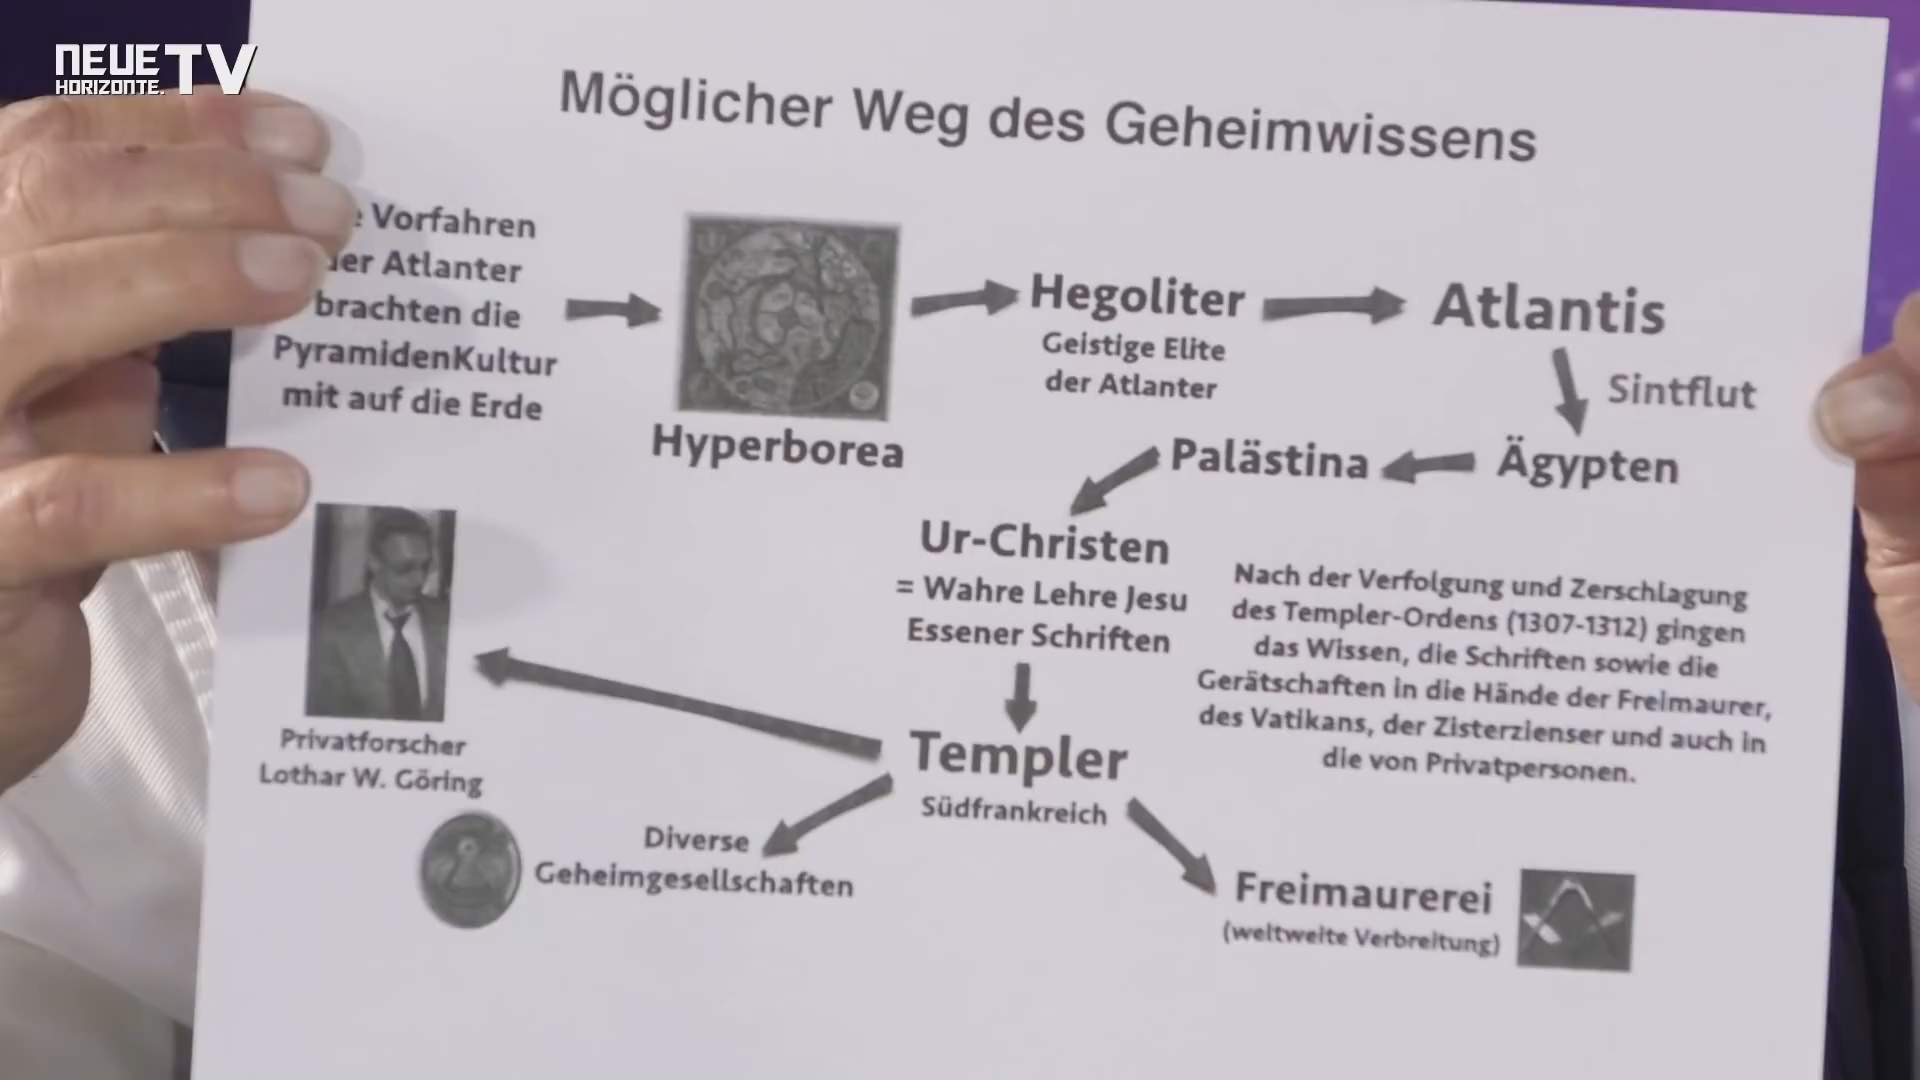 NEUE TV
HORIZONTE.
Möglicher Weg des Geheimwissens
Vorfahren
der Atlanter
brachten die
PyramidenKultur
mit auf die Erde
Hyperborea
Hegoliter
Geistige Elite
der Atlanter
Atlantis
Sintflut
Ägypten
Palästina
Ur-Christen
= Wahre Lehre Jesu
Essener Schriften
Nach der Verfolgung und Zerschlagung
des Templer-Ordens (1307-1312) gingen
das Wissen, die Schriften sowie die
Gerätschaften in die Hände der Freimaurer,
des Vatikans, der Zisterzienser und auch in
die von Privatpersonen.
Templer
Südfrankreich
Privatforscher
Lothar W. Göring
Diverse
Geheimgesellschaften
Freimaurerei
(weltweite Verbreitung)